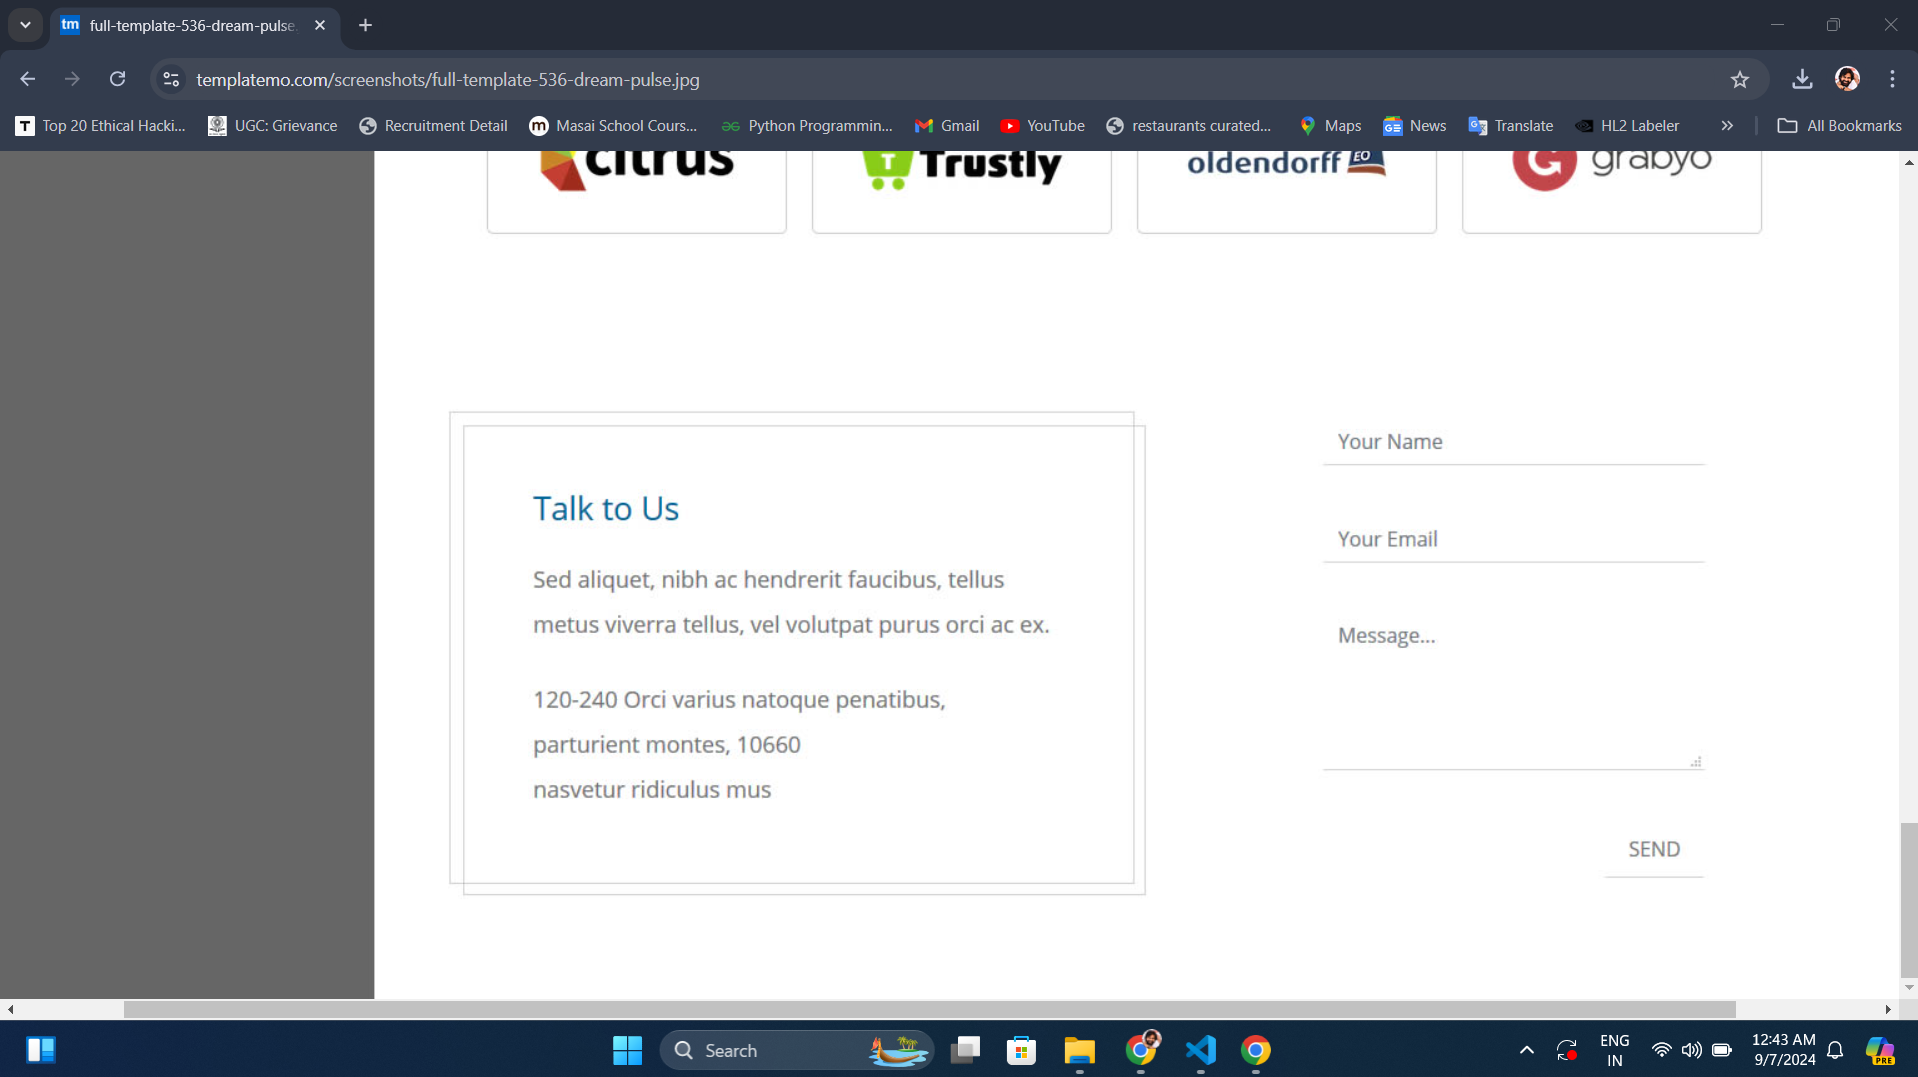 tm full-template-536-dream-pulse.
templatemo.com/screenshots/full-template-536-dream-pulse.jpg
T Top 20 Ethical Hacki... UGC: Grievance Recruitment Detail m Masai School Cours... Python Programmin... Gmail YouTube restaurants curated... Maps News Translate HL2 Labeler » All Bookmarks
citrus T Trustly oldendorff EO G grabyo
Talk to Us
Sed aliquet, nibh ac hendrerit faucibus, tellus
metus viverra tellus, vel volutpat purus orci ac ex.
120-240 Orci varius natoque penatibus,
parturient montes, 10660
nasvetur ridiculus mus
Your Name
Your Email
Message...
SEND
Search
ENG
IN
12:43 AM
9/7/2024
PRE